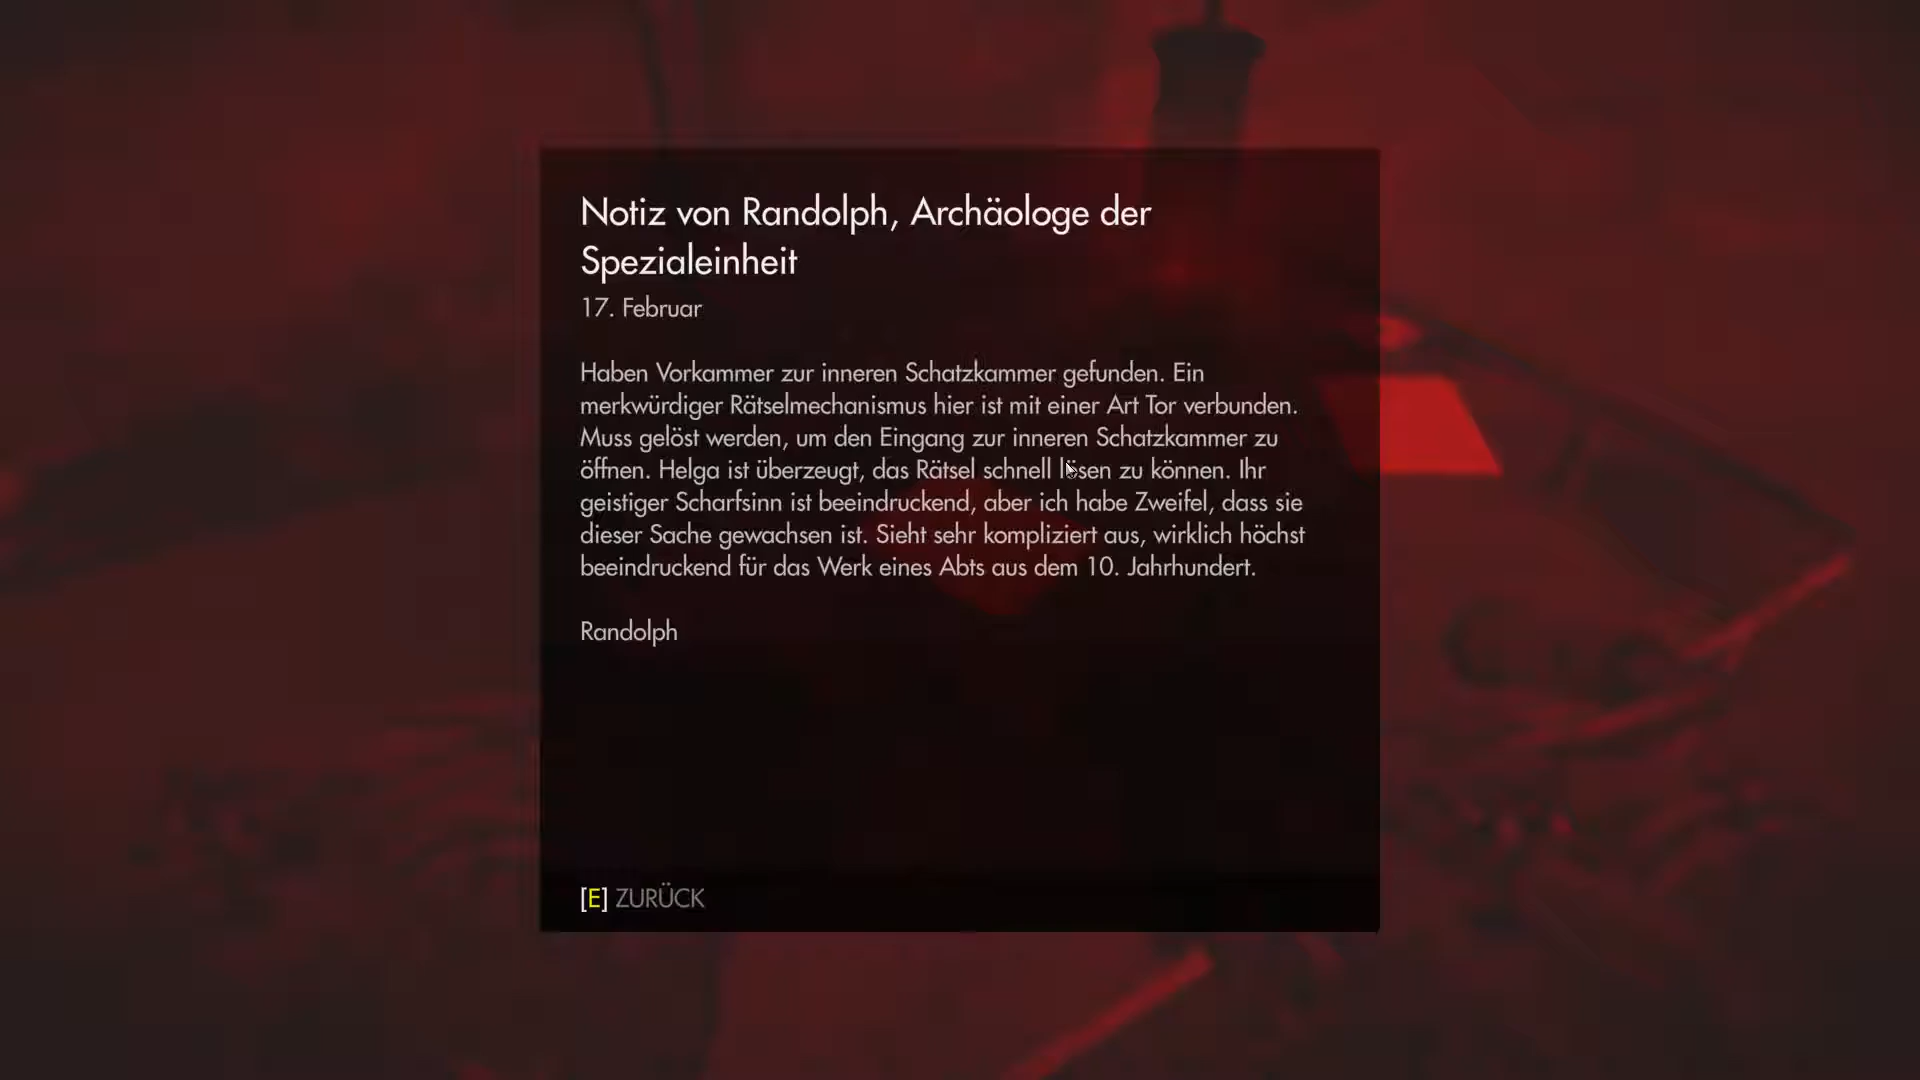 Notiz von Randolph, Archäologe der
Spezialeinheit
17. Februar
Haben Vorkammer zur inneren Schatzkammer gefunden. Ein
merkwürdiger Rätselmechanismus hier ist mit einer Art Tor verbunden.
Muss gelöst werden, um den Eingang zur inneren Schatzkammer zu
öffnen. Helga ist überzeugt, das Rätsel schnell lösen zu können. Ihr
geistiger Scharfsinn ist beeindruckend, aber ich habe Zweifel, dass sie
dieser Sache gewachsen ist. Sieht sehr kompliziert aus, wirklich höchst
beeindruckend für das Werk eines Abts aus dem 10. Jahrhundert.
Randolph
[E] ZURÜCK